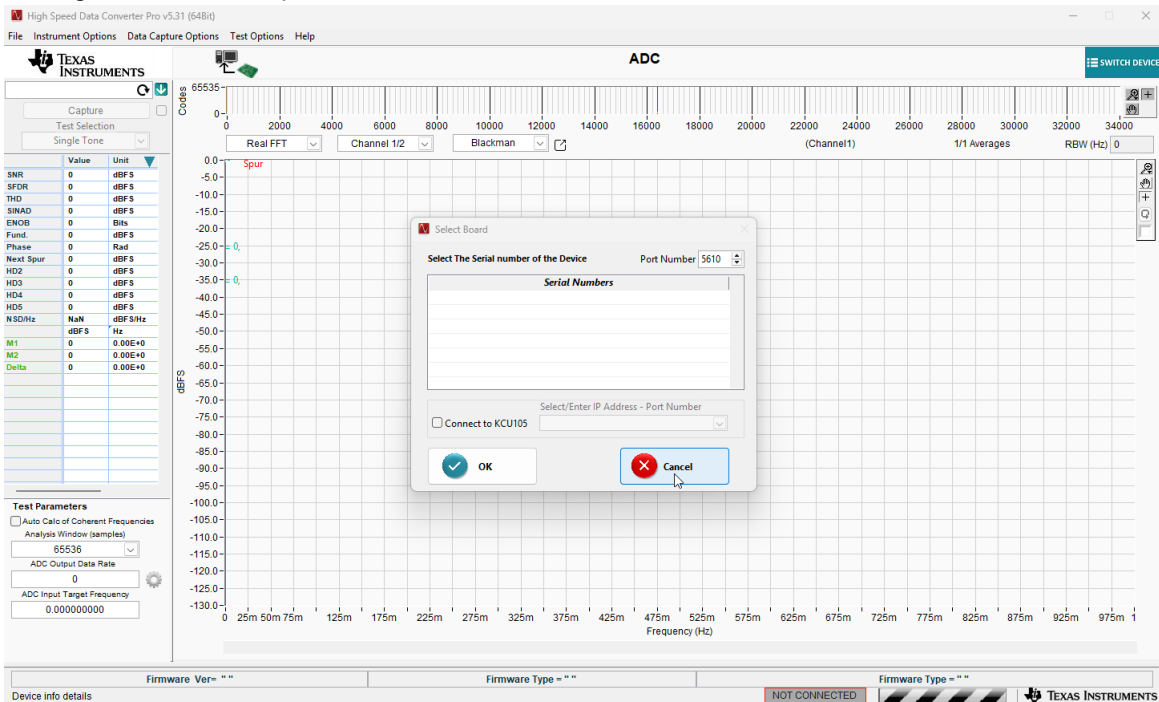 High Speed Data Converter Pro v5.31 (64Bit)
File Instrument Options Data Capture Options Test Options Help
TEXAS INSTRUMENTS
ADC
SWITCH DEVICE
Capture
Test Selection
Single Tone
Codes
65535
0
0 2000 4000 6000 8000 10000 12000 14000 16000 18000 20000 22000 24000 26000 28000 30000 32000 34000
Real FFT Channel 1/2 Blackman (Channel1) 1/1 Averages RBW (Hz) 0
Value Unit
SNR 0 dBFS
SFDR 0 dBFS
THD 0 dBFS
SINAD 0 dBFS
ENOB 0 Bits
Fund. 0 dBFS
Phase 0 Rad
Next Spur 0 dBFS
HD2 0 dBFS
HD3 0 dBFS
HD4 0 dBFS
HD5 0 dBFS
NSD/Hz NaN dBFS/Hz
dBFS Hz
M1 0 0.00E+0
M2 0 0.00E+0
Delta 0 0.00E+0
Test Parameters
Auto Calc of Coherent Frequencies
Analysis Window (samples)
65536
ADC Output Data Rate
0
ADC Input Target Frequency
0.000000000
dBFS
0.0
Spur
-5.0
-10.0
-15.0
-20.0
-25.0
= 0,
-30.0
-35.0
= 0,
-40.0
-45.0
-50.0
-55.0
-60.0
-65.0
-70.0
-75.0
-80.0
-85.0
-90.0
-95.0
-100.0
-105.0
-110.0
-115.0
-120.0
-125.0
-130.0
0 25m 50m 75m 125m 175m 225m 275m 325m 375m 425m 475m 525m 575m 625m 675m 725m 775m 825m 875m 925m 975m 1
Frequency (Hz)
Select Board
Select The Serial number of the Device Port Number 5610
Serial Numbers
Select/Enter IP Address - Port Number
Connect to KCU105
OK Cancel
Firmware Ver= " " Firmware Type = " " Firmware Type = " "
Device info details NOT CONNECTED TEXAS INSTRUMENTS